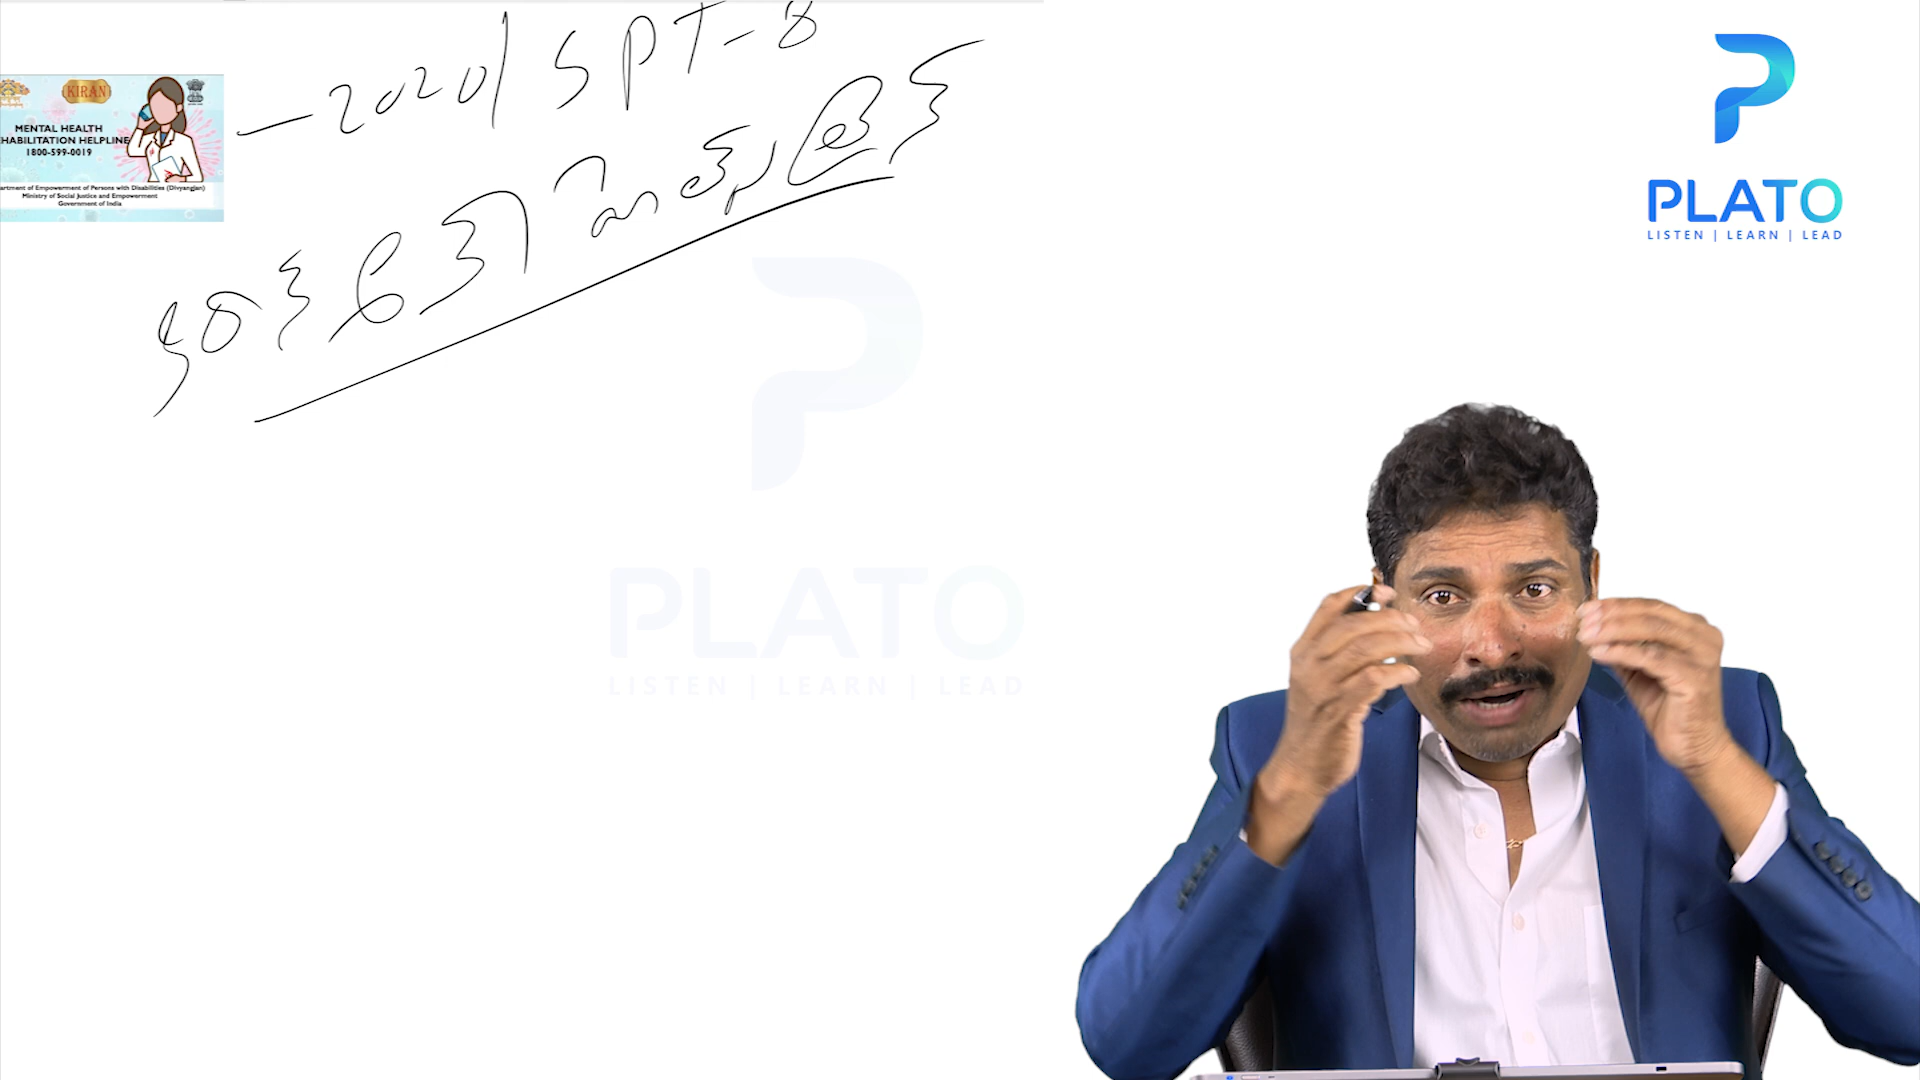 KIRAN
MENTAL HEALTH
HABILITATION HELPLINE
1800-599-0019
artment of Empowerment of Persons with Disabilities (Divyangjan)
Ministry of Social Justice and Empowerment
Government of India
- 2020 | SPT - 8
PLATO
LISTEN | LEARN | LEAD
PLATO
LISTEN | LEARN | LEAD